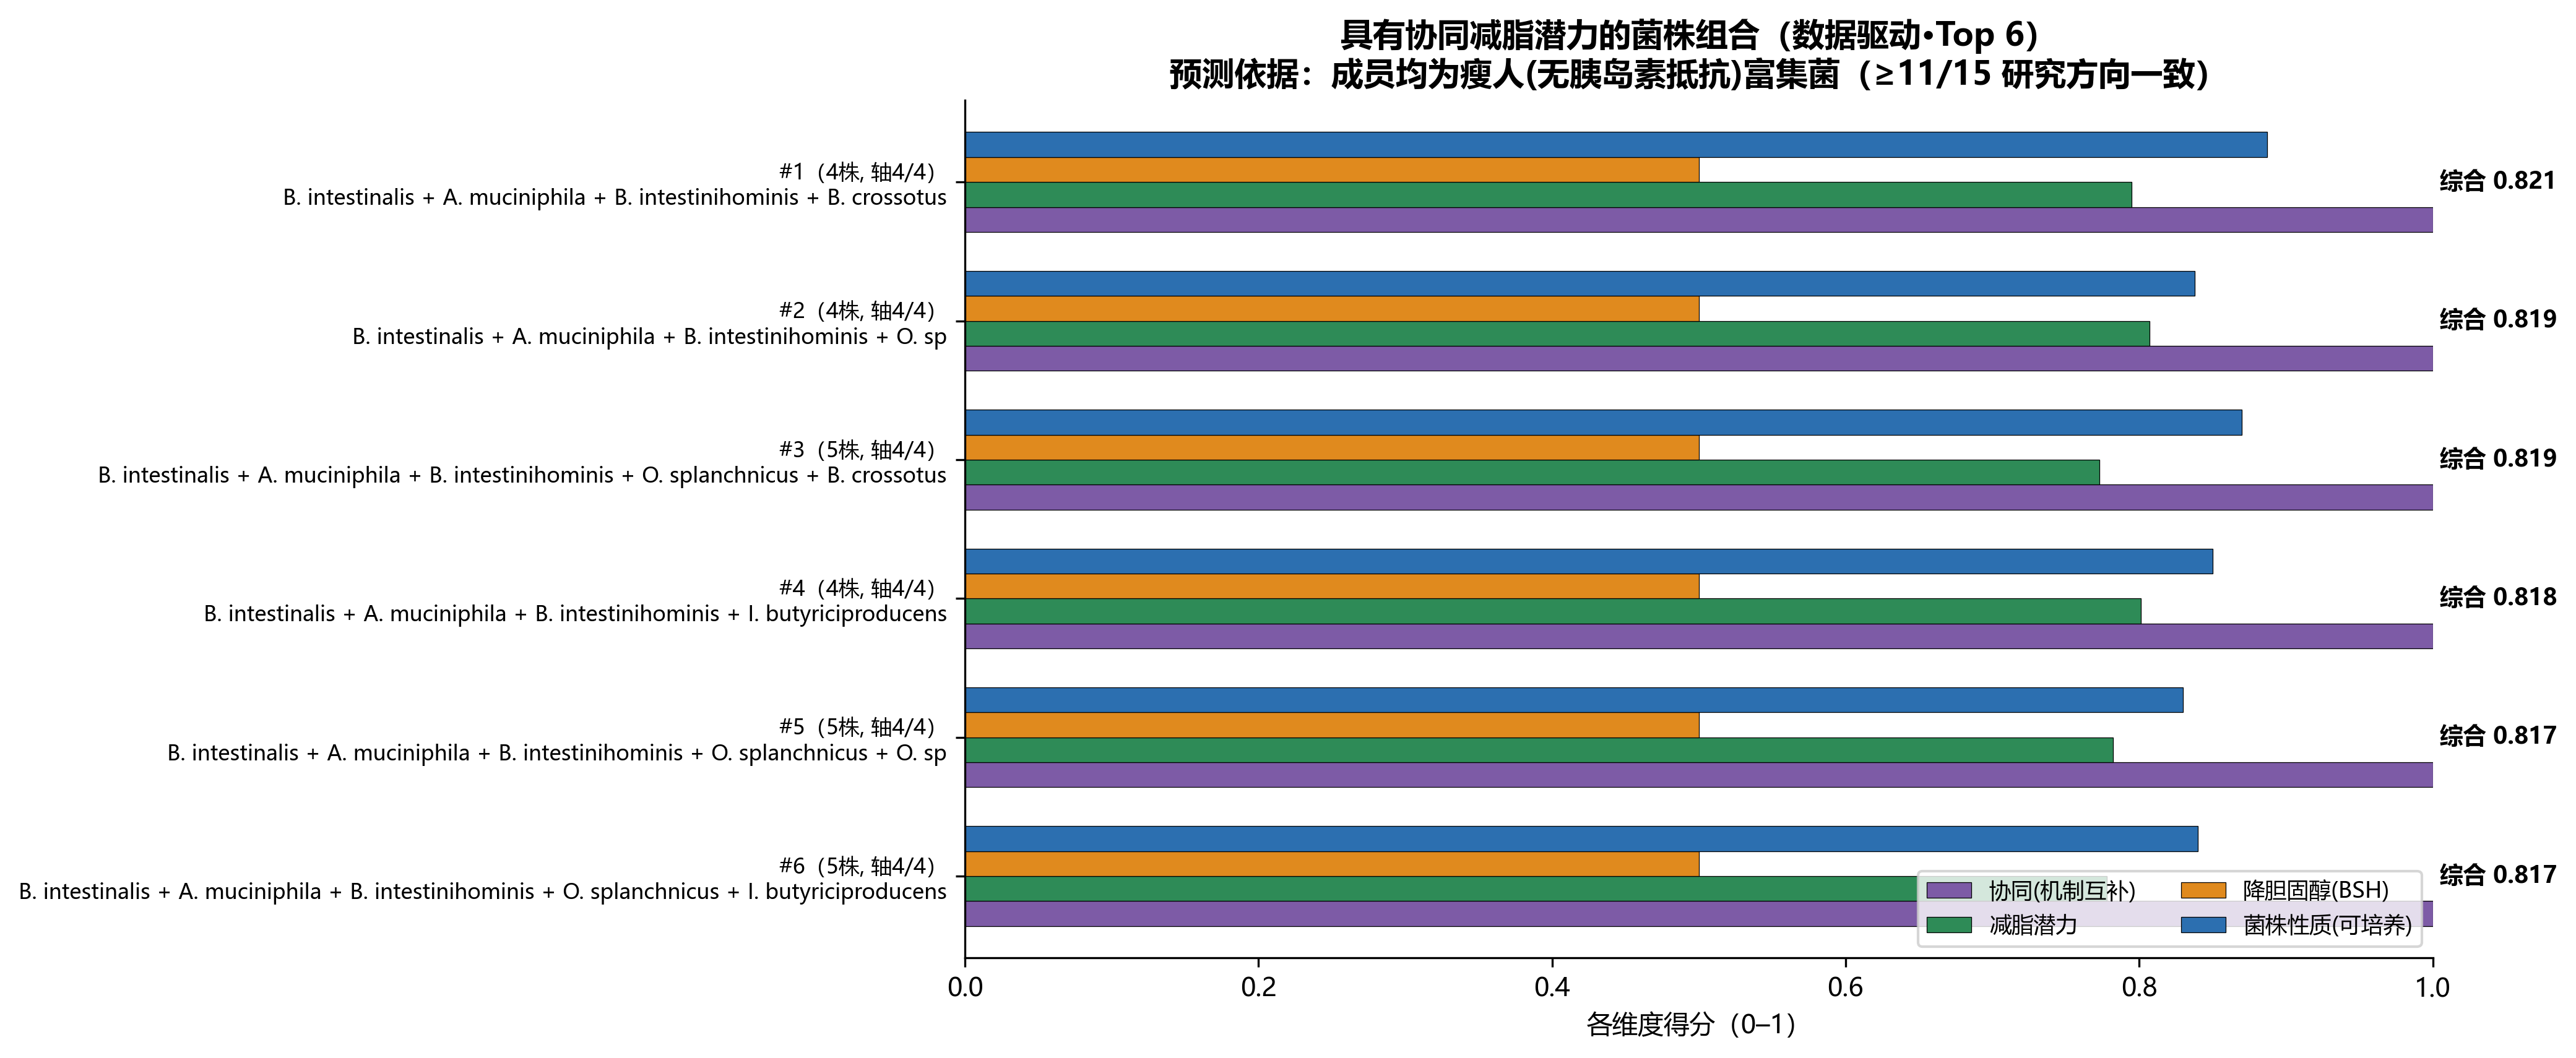 具有协同减脂潜力的菌株组合（数据驱动•Top 6）
预测依据：成员均为瘦人(无胰岛素抵抗)富集菌（≥11/15 研究方向一致）
#1（4株, 轴4/4）
B. intestinalis + A. muciniphila + B. intestinihominis + B. crossotus
综合 0.821
#2（4株, 轴4/4）
B. intestinalis + A. muciniphila + B. intestinihominis + O. sp
综合 0.819
#3（5株, 轴4/4）
B. intestinalis + A. muciniphila + B. intestinihominis + O. splanchnicus + B. crossotus
综合 0.819
#4（4株, 轴4/4）
B. intestinalis + A. muciniphila + B. intestinihominis + I. butyriciproducens
综合 0.818
#5（5株, 轴4/4）
B. intestinalis + A. muciniphila + B. intestinihominis + O. splanchnicus + O. sp
综合 0.817
#6（5株, 轴4/4）
B. intestinalis + A. muciniphila + B. intestinihominis + O. splanchnicus + I. butyriciproducens
综合 0.817
协同(机制互补)
减脂潜力
降胆固醇(BSH)
菌株性质(可培养)
0.0 0.2 0.4 0.6 0.8 1.0
各维度得分（0–1）